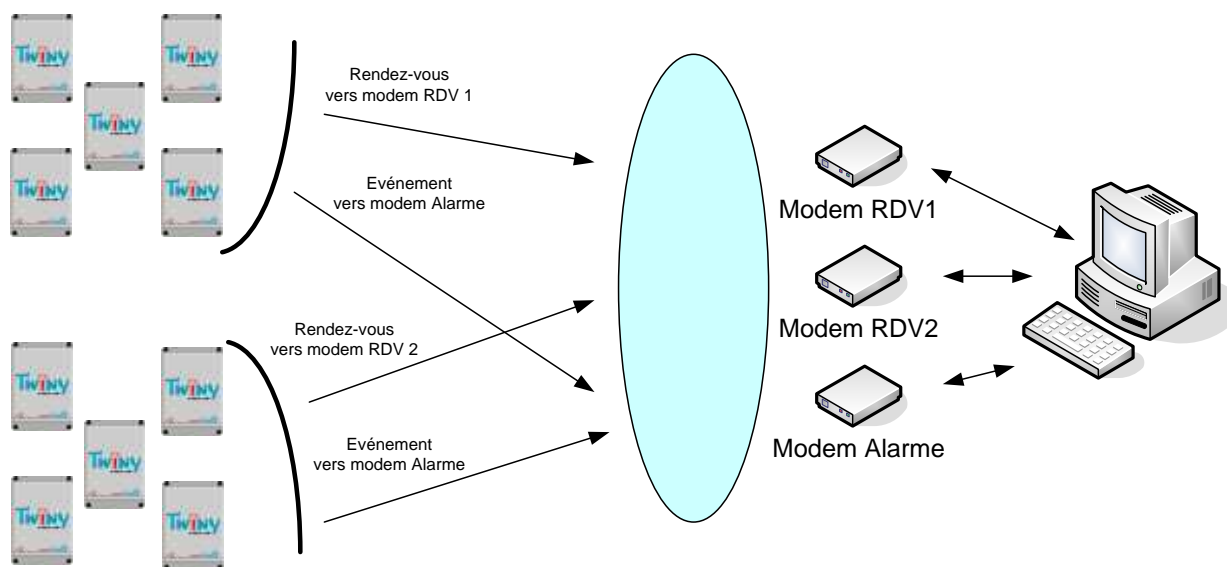 Twiny
Twiny
Twiny
Twiny
Twiny
Rendez-vous
vers modem RDV 1
Evénement
vers modem Alarme
Modem RDV1
Modem RDV2
Modem Alarme
Rendez-vous
vers modem RDV 2
Evénement
vers modem Alarme
Twiny
Twiny
Twiny
Twiny
Twiny